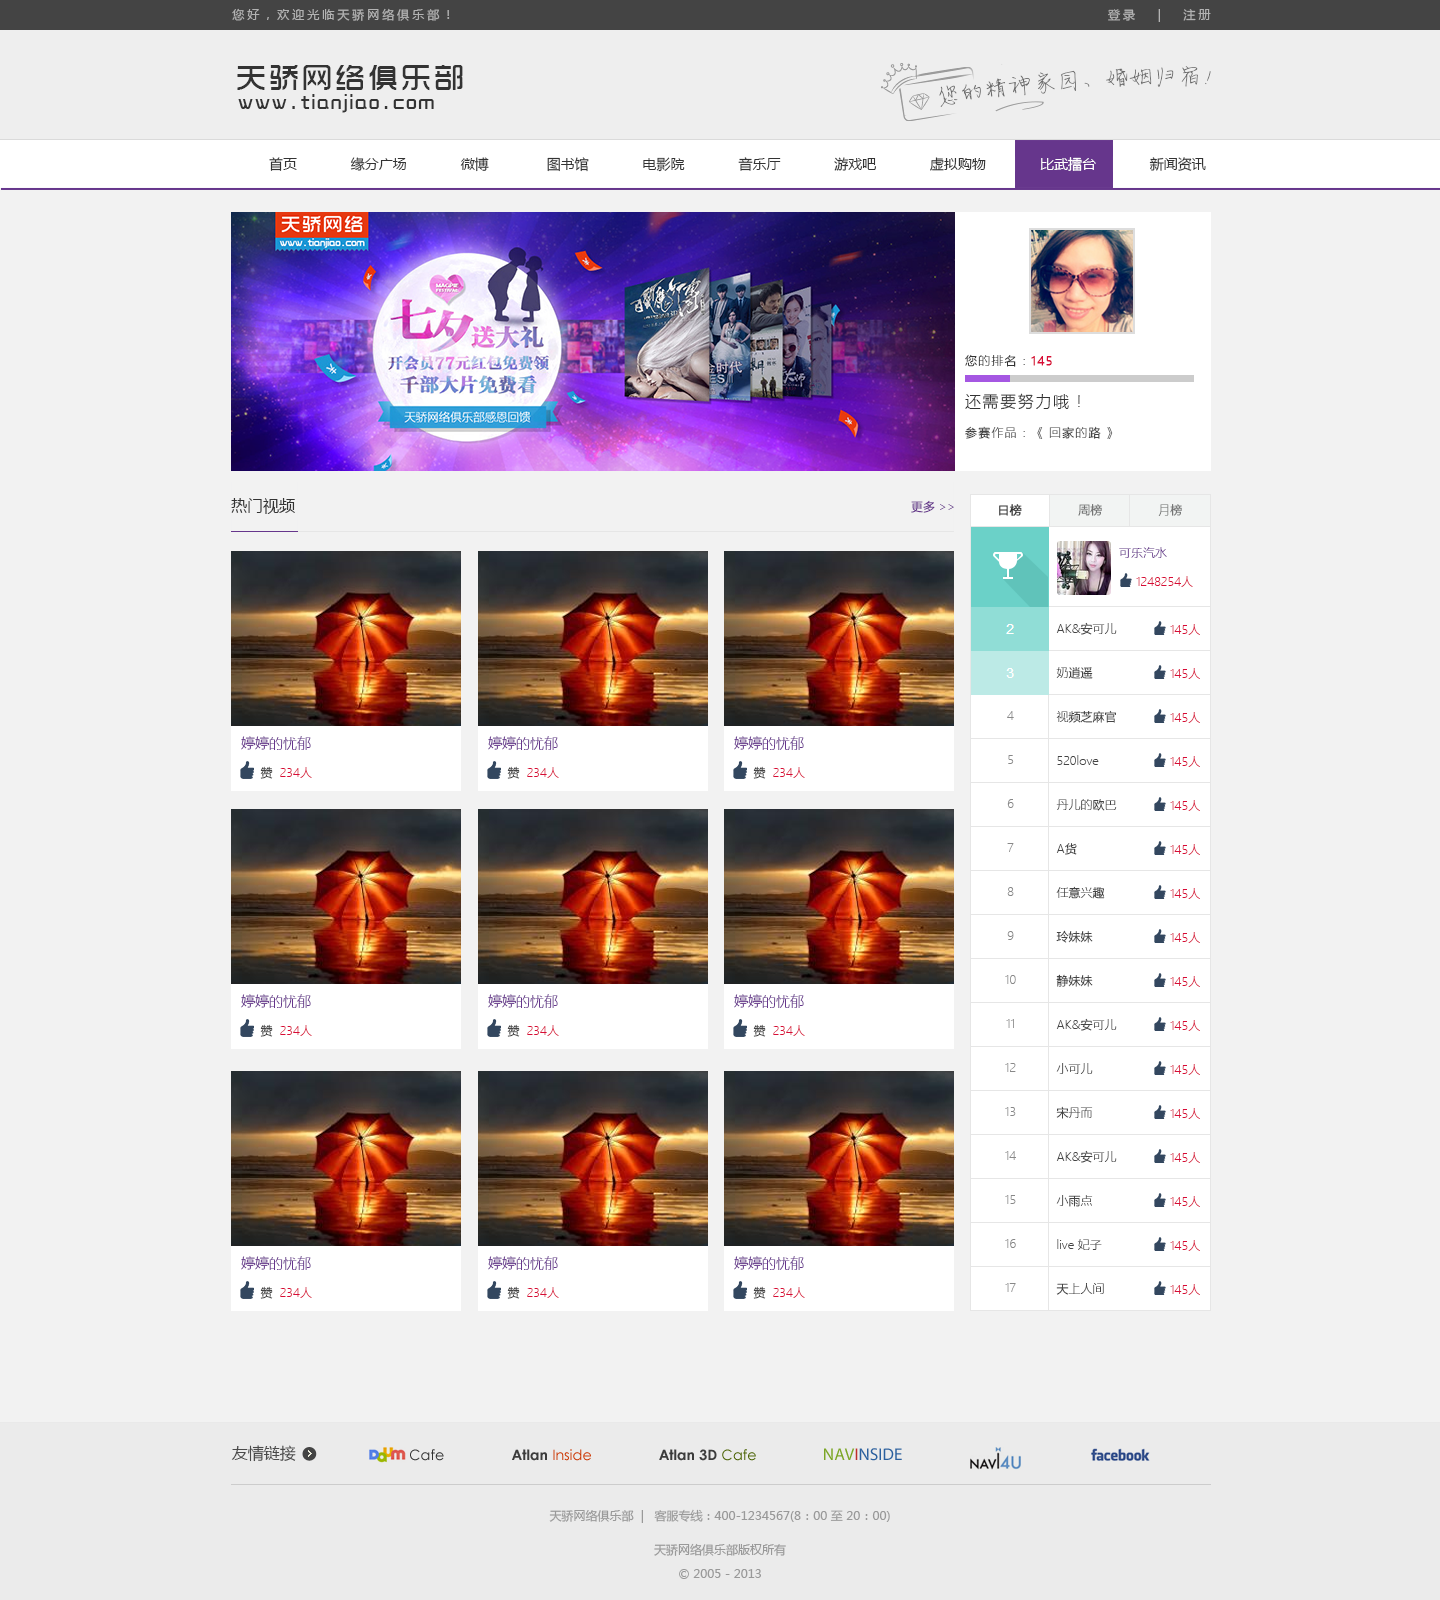 您好，欢迎光临天骄网络俱乐部！
登录 | 注册
天骄网络俱乐部
www.tianjiao.com
您的精神家园、婚姻归宿！
首页 缘分广场 微博 图书馆 电影院 音乐厅 游戏吧 虚拟购物 比武擂台 新闻资讯
天骄网络
www.tianjiao.com
MAGPIE
FESTIVAL
七夕送大礼
开会员77元红包免费领
千部大片免费看
天骄网络俱乐部感恩回馈
您的排名：145
还需要努力哦！
参赛作品：《 回家的路 》
热门视频
更多 >>
日榜 周榜 月榜
可乐汽水
1248254人
2 AK&安可儿 145人
3 奶逍遥 145人
4 视频芝麻官 145人
5 520love 145人
6 丹儿的欧巴 145人
7 A货 145人
8 任意兴趣 145人
9 玲妹妹 145人
10 静妹妹 145人
11 AK&安可儿 145人
12 小可儿 145人
13 宋丹而 145人
14 AK&安可儿 145人
15 小雨点 145人
16 live 妃子 145人
17 天上人间 145人
婷婷的忧郁 婷婷的忧郁 婷婷的忧郁
赞 234人 赞 234人 赞 234人
婷婷的忧郁 婷婷的忧郁 婷婷的忧郁
赞 234人 赞 234人 赞 234人
婷婷的忧郁 婷婷的忧郁 婷婷的忧郁
赞 234人 赞 234人 赞 234人
友情链接 Daum Cafe Atlan Inside Atlan 3D Cafe NAVINSIDE NAVI4U facebook
天骄网络俱乐部 | 客服专线：400-1234567(8：00 至 20：00)
天骄网络俱乐部版权所有
© 2005 - 2013